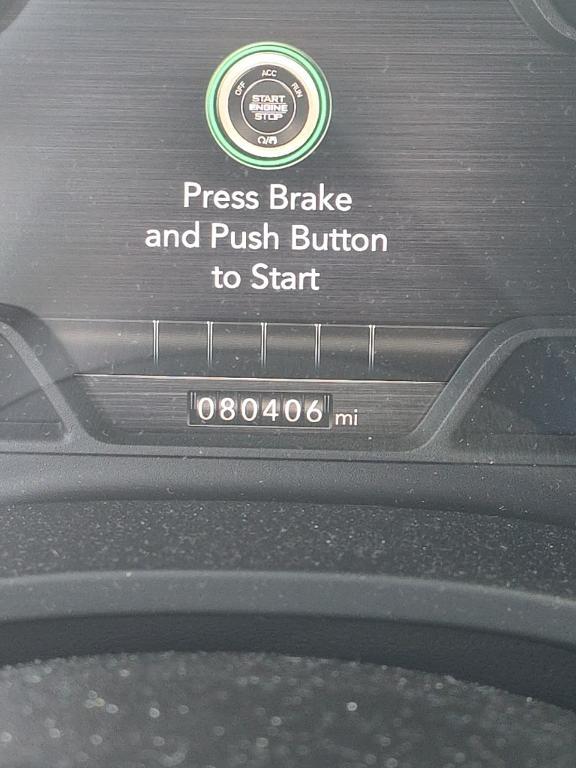 ACC
OFF
RUN
START
ENGINE
STOP
Press Brake
and Push Button
to Start
080406 mi